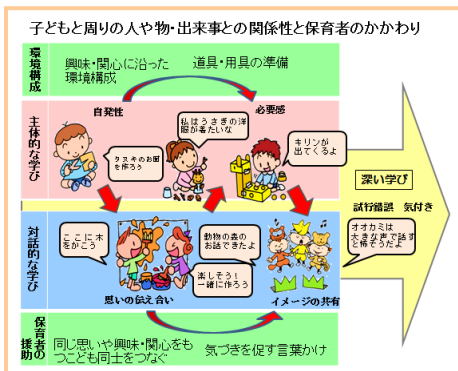 子どもと周りの人や物・出来事との関係性と保育者のかかわり
環境構成
興味・関心に沿った
環境構成
道具・用具の準備
主体的な学び
自発性
必要感
タヌキのお面
を作ろう
私はうさぎの洋
服が着たいな
キリンが
出てくるよ
深い学び
試行錯誤 気付き
対話的な学び
ここに木
をかこう
動物の森の
お話できたよ
楽しそう！
一緒に作ろう
オオカミは
大きな声で話す
と怖そうだよ
思いの伝え合い
イメージの共有
保育者の
援助
同じ思いや興味・関心をも
つこども同士をつなぐ
気づきを促す言葉かけ